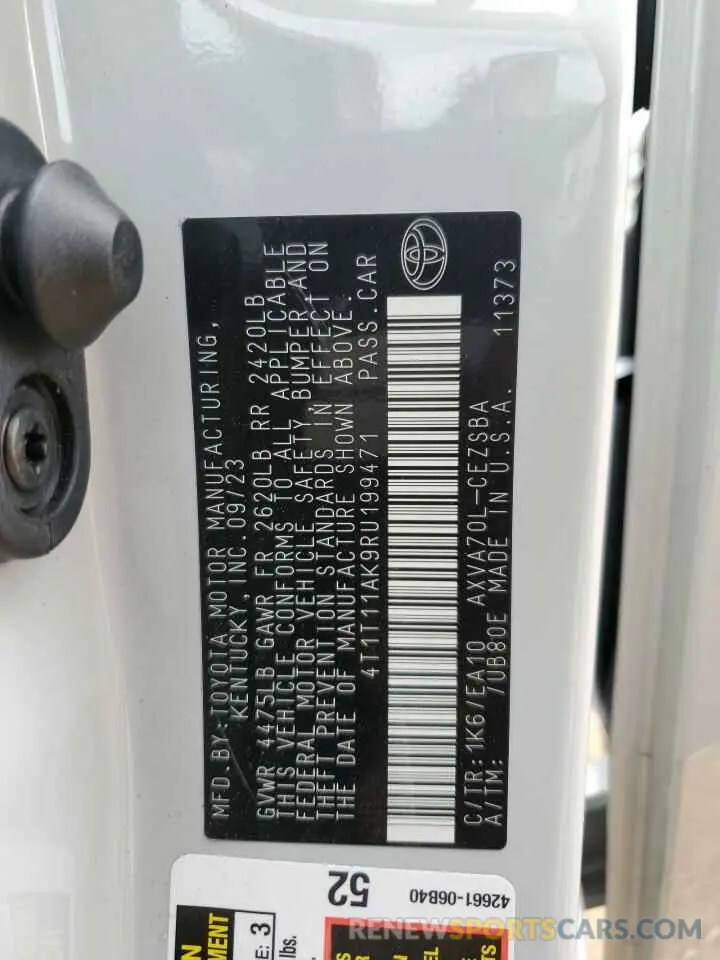 MFD. BY: TOYOTA MOTOR MANUFACTURING,
KENTUCKY, INC. 09/23
GVWR 4475LB GAWR FR 2620LB RR 2420LB
THIS VEHICLE CONFORMS TO ALL APPLICABLE
FEDERAL MOTOR VEHICLE SAFETY, BUMPER AND
THEFT PREVENTION STANDARDS IN EFFECT ON
THE DATE OF MANUFACTURE SHOWN ABOVE.
4T1T11AK9RU199471 PASS.CAR
C/TR: 1K6/EA10 AXVA70L-CEZSBA
A/TM: /UB80E MADE IN U.S.A. 11373
52
42661-06B40
E: 3
lbs.
RENEWSPORTSCARS.COM